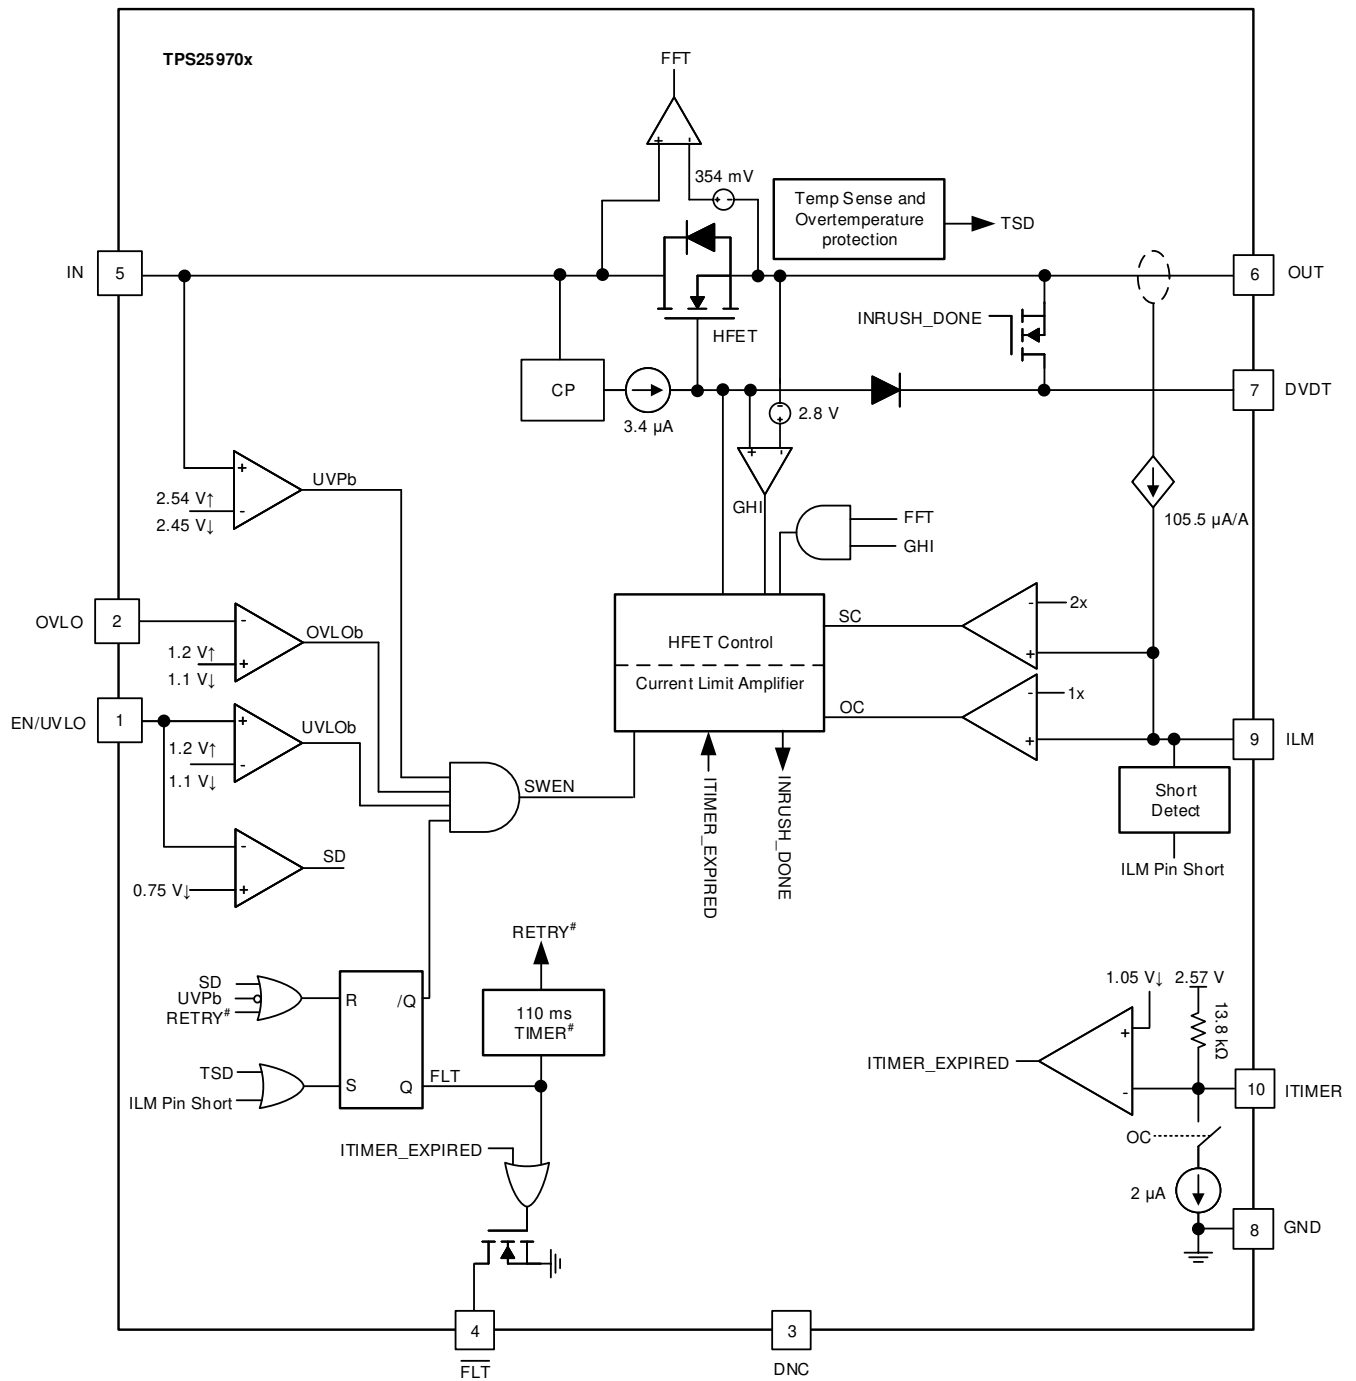 TPS25970x
FFT
354 mV
Temp Sense and
Overtemperature
protection
TSD
IN
5
6
OUT
HFET
INRUSH_DONE
CP
3.4 µA
2.8 V
7
DVDT
UVPb
2.54 V↑
2.45 V↓
GHI
FFT
GHI
105.5 µA/A
OVLO
2
OVLOb
1.2 V↑
1.1 V↓
HFET Control
Current Limit Amplifier
SC
2x
OC
1x
EN/UVLO
1
UVLOb
1.2 V↑
1.1 V↓
9
ILM
SWEN
ITIMER_EXPIRED
INRUSH_DONE
Short
Detect
ILM Pin Short
SD
0.75 V↓
RETRY#
SD
UVPb
RETRY#
R
/Q
110 ms
TIMER#
TSD
ILM Pin Short
S
Q
FLT
1.05 V↓
2.57 V
13.8 kΩ
ITIMER_EXPIRED
10
ITIMER
OC
2 µA
8
GND
ITIMER_EXPIRED
4
FLT
3
DNC
+
-
+
-
+
-
+
-
-
+
+
-
-
+
-
+
-
+
+
-
+
-